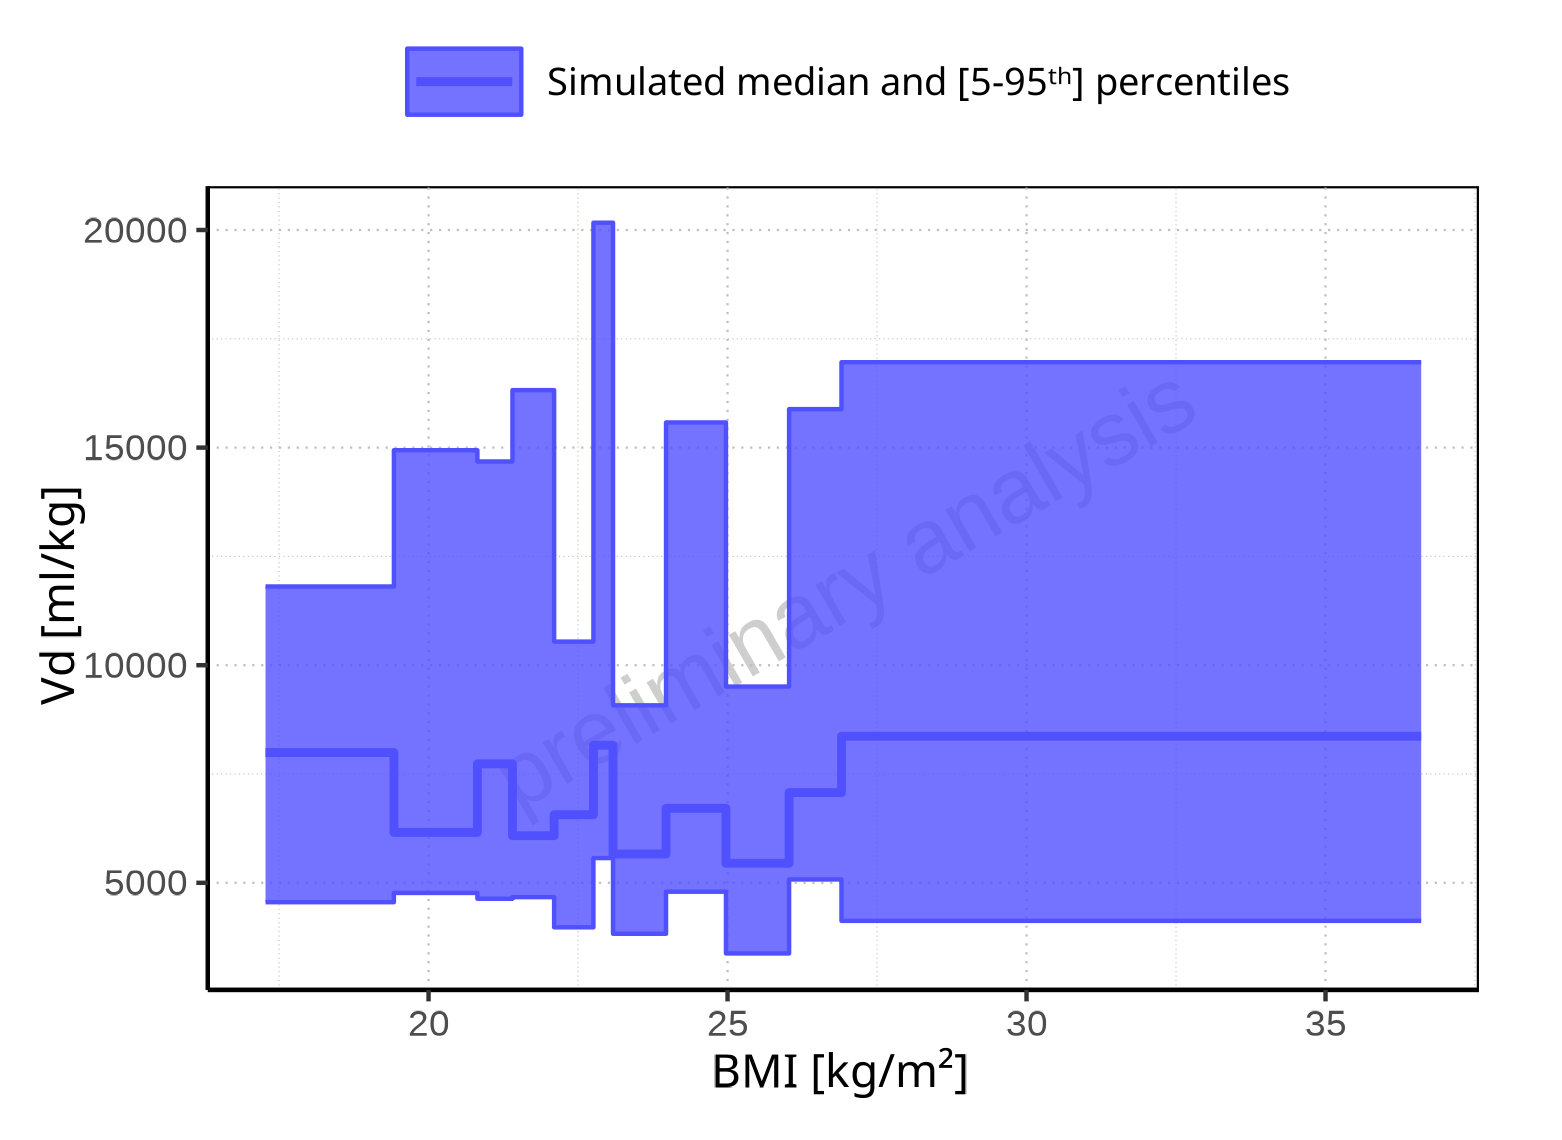 Simulated median and [5-95ᵗʰ] percentiles
20000
15000
10000
5000
Vd [ml/kg]
preliminary analysis
20 25 30 35
BMI [kg/m²]